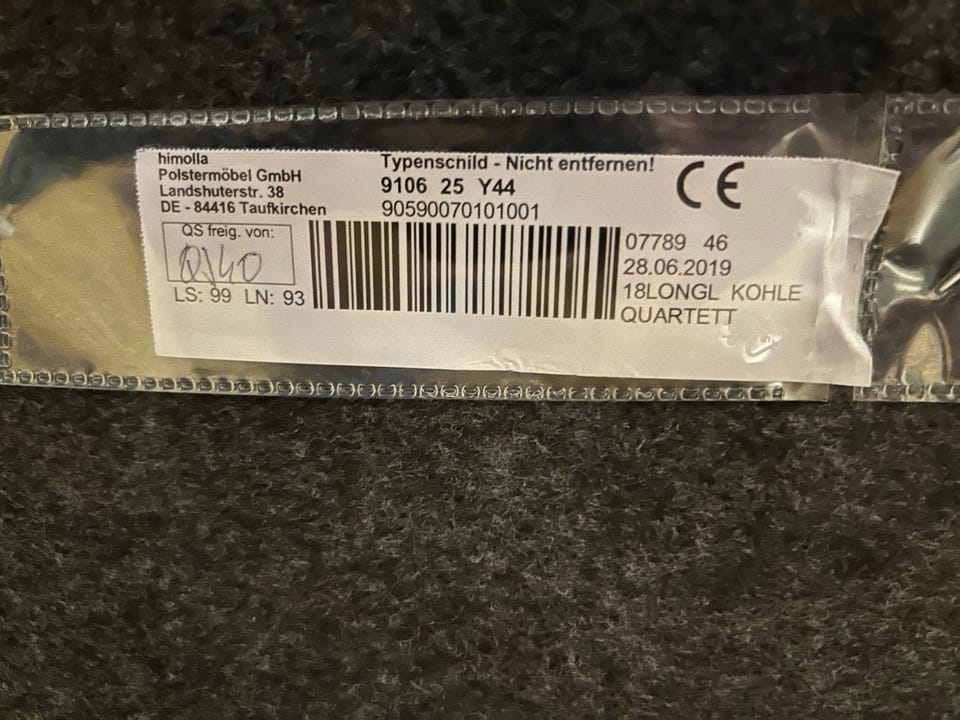 himolla
Polstermöbel GmbH
Landshuterstr. 38
DE - 84416 Taufkirchen
Typenschild - Nicht entfernen!
9106 25 Y44
90590070101001
CE
QS freig. von:
LS: 99 LN: 93
07789 46
28.06.2019
18LONGL KOHLE
QUARTETT